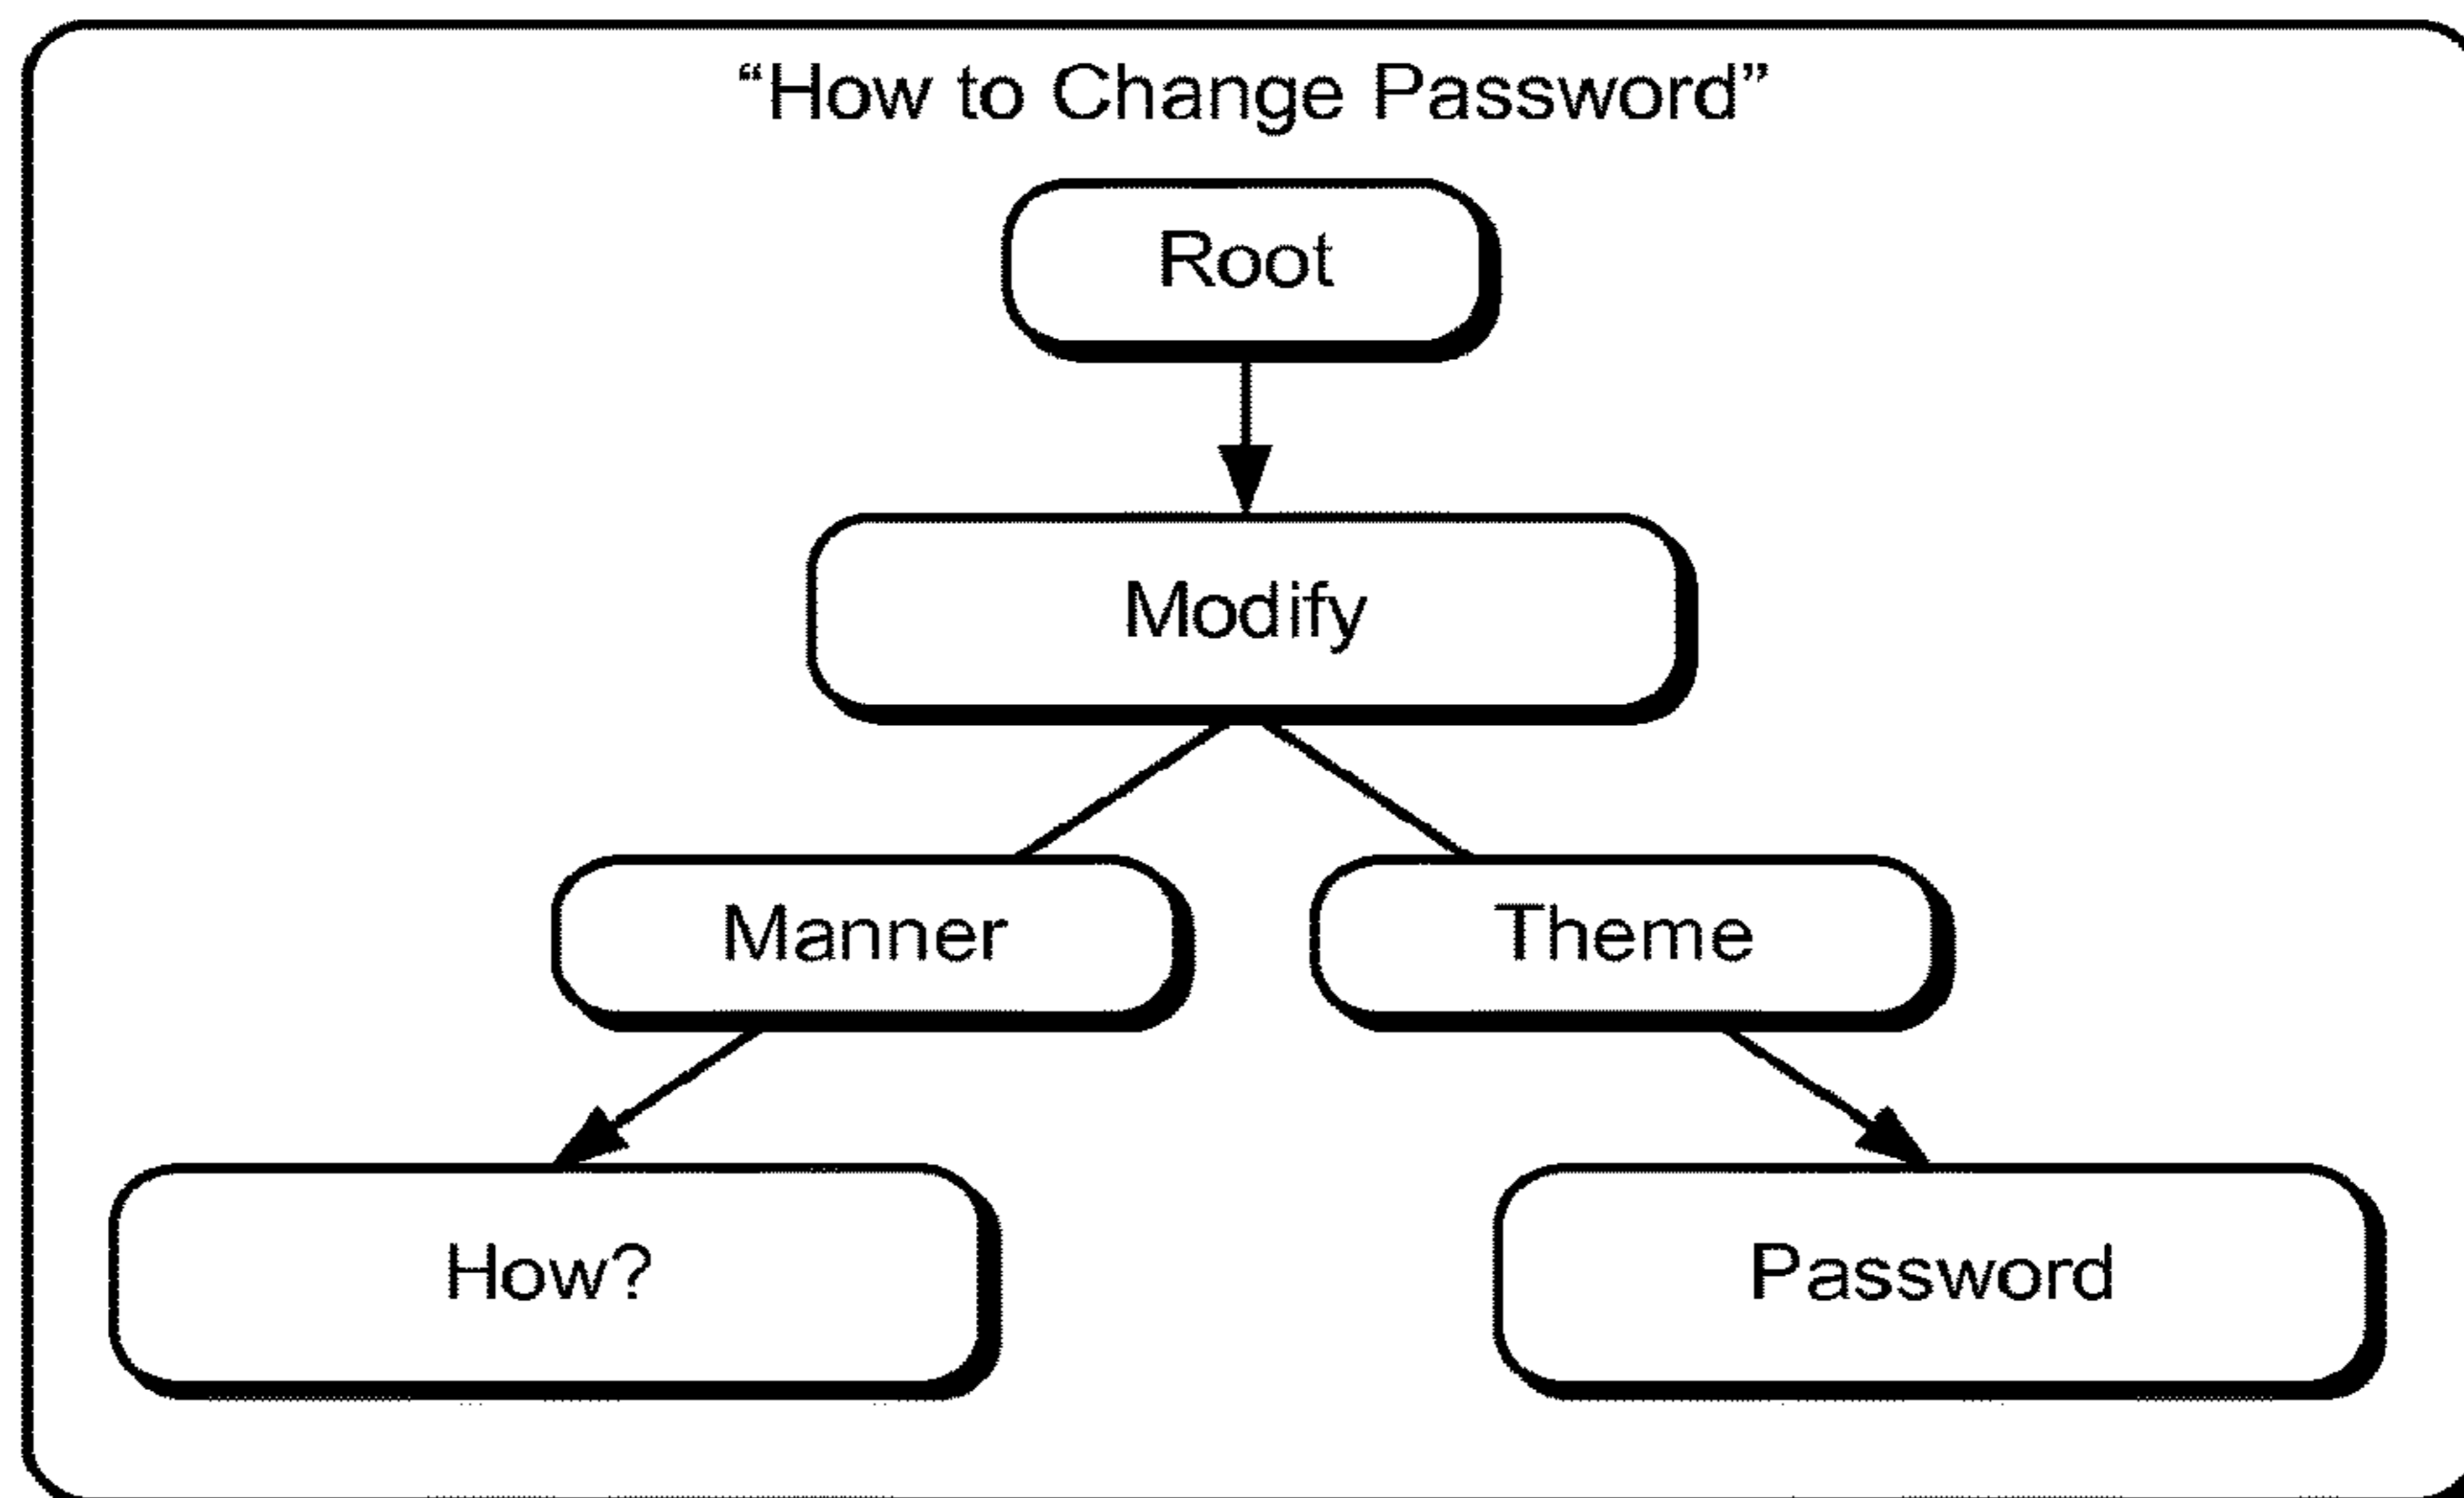 “How to Change Password”
Root
Modify
Manner
Theme
How?
Password